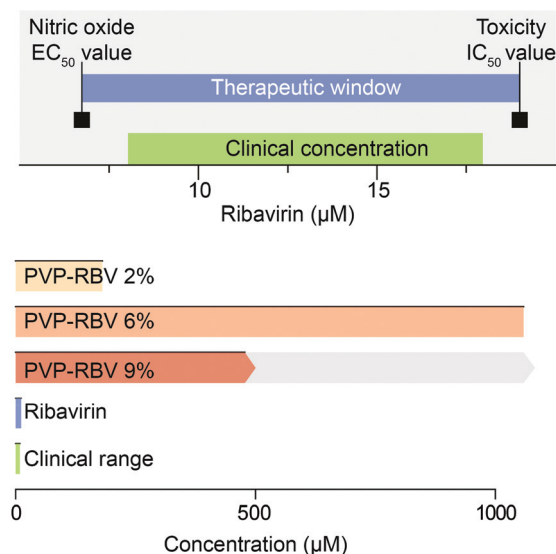 Nitric oxide
EC50 value
Toxicity
IC50 value
Therapeutic window
Clinical concentration
10
15
Ribavirin (µM)
PVP-RBV 2%
PVP-RBV 6%
PVP-RBV 9%
Ribavirin
Clinical range
0
500
1000
Concentration (µM)